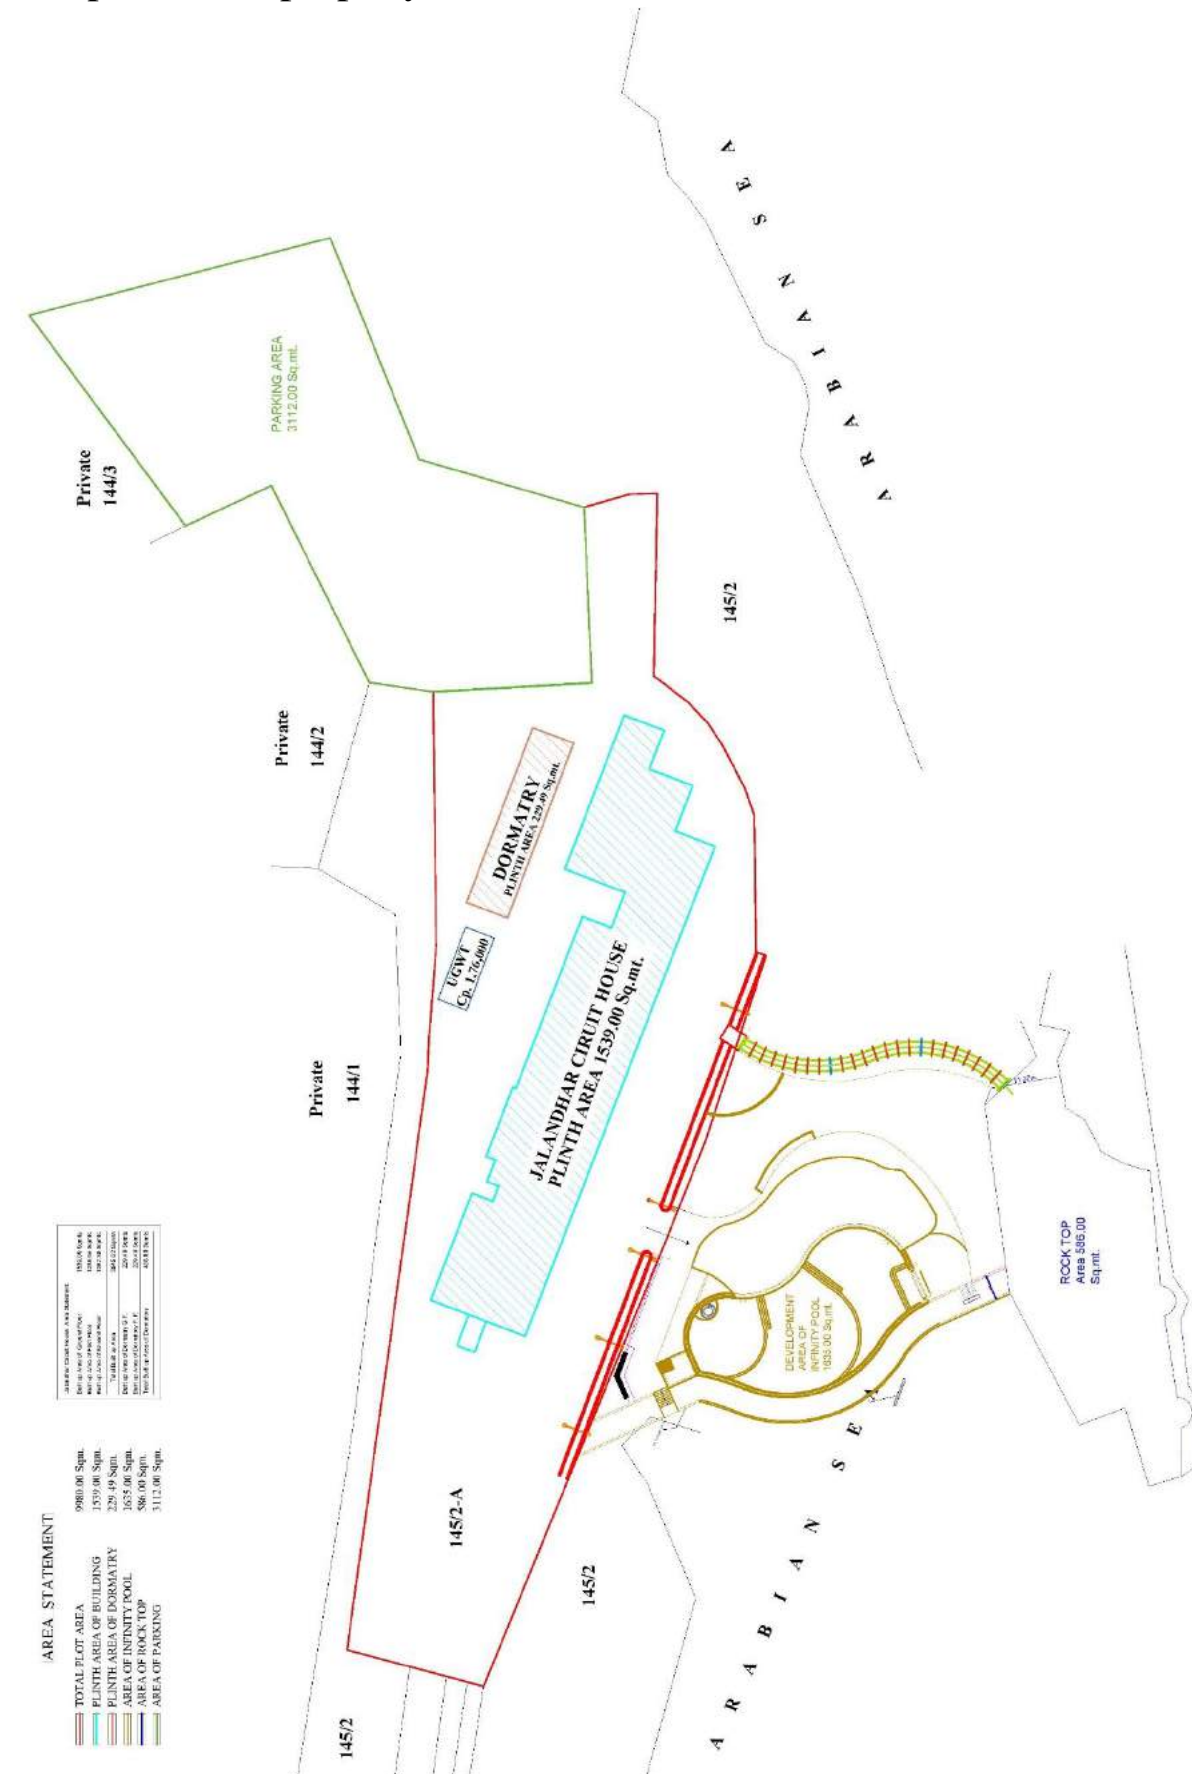 AREA STATEMENT
TOTAL PLOT AREA 9980.00 Sqm.
PLINTH AREA OF BUILDING 1539.00 Sqm.
PLINTH AREA OF DORMATRY 229.49 Sqm.
AREA OF INFINITY POOL 1635.00 Sqm.
AREA OF ROCK TOP 586.00 Sqm.
AREA OF PARKING 3112.00 Sqm.
Private
144/3
PARKING AREA
3112.00 Sq.mt.
Private
144/2
Private
144/1
DORMATRY
PLINTH AREA 229.49 Sq.mt.
UGWT
Cp. 1.76,000
JALANDHAR CIRUIT HOUSE
PLINTH AREA 1539.00 Sq.mt.
145/2
145/2-A
145/2
145/2
DEVELOPMENT
AREA OF
INFINITY POOL
1635.00 Sq.mt.
ROCK TOP
Area 586.00
Sq.mt.
ARABIAN SEA
ARABIAN SEA